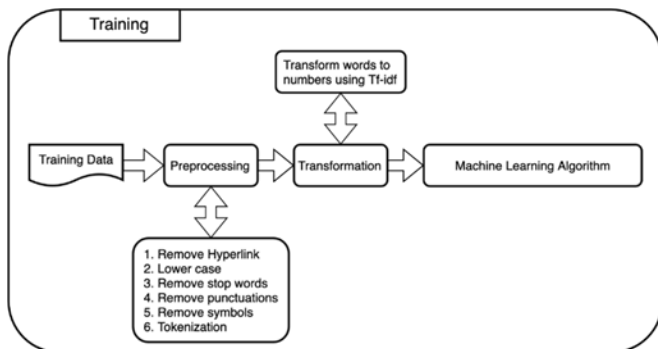 Training
Transform words to
numbers using Tf-idf
Training Data
Preprocessing
Transformation
Machine Learning Algorithm
1. Remove Hyperlink
2. Lower case
3. Remove stop words
4. Remove punctuations
5. Remove symbols
6. Tokenization